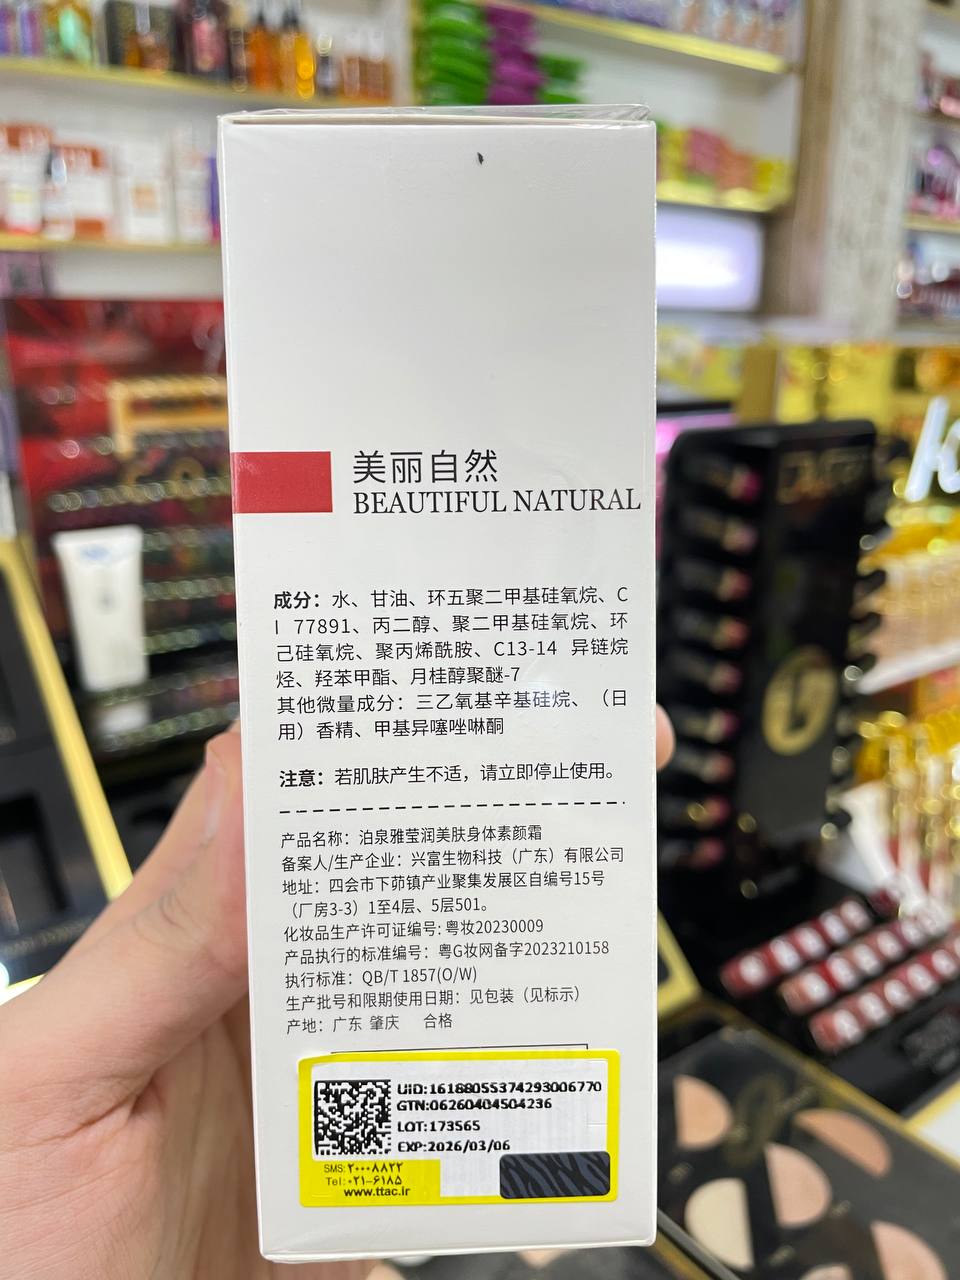 美丽自然
BEAUTIFUL NATURAL
成分：水、甘油、环五聚二甲基硅氧烷、C
I 77891、丙二醇、聚二甲基硅氧烷、环
己硅氧烷、聚丙烯酰胺、C13-14 异链烷
烃、羟苯甲酯、月桂醇聚醚-7
其他微量成分：三乙氧基辛基硅烷、（日
用）香精、甲基异噻唑啉酮
注意：若肌肤产生不适，请立即停止使用。
产品名称：泊泉雅莹润美肤身体素颜霜
备案人/生产企业：兴富生物科技（广东）有限公司
地址：四会市下茆镇产业聚集发展区自编号15号
（厂房3-3）1至4层、5层501。
化妆品生产许可证编号: 粤妆20230009
产品执行的标准编号：粤G妆网备字2023210158
执行标准：QB/T 1857(O/W)
生产批号和限期使用日期：见包装（见标示）
产地：广东 肇庆 合格
UID:16188055374293006770
GTN:06260404504236
LOT:173565
EXP:2026/03/06
SMS:۲۰۰۰۸۸۲۲
Tel:۰۲۱-۶۱۸۵
www.ttac.ir